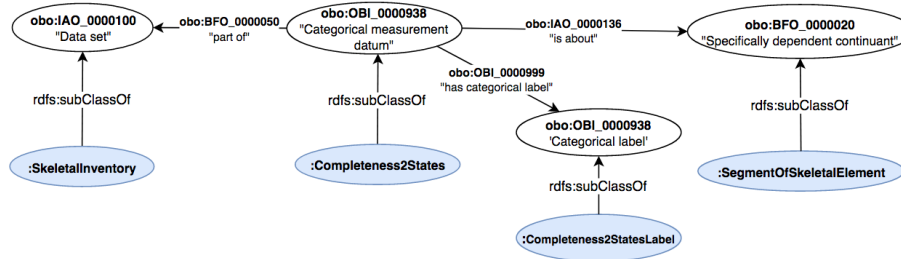 obo:IAO_0000100
"Data set"
obo:BFO_0000050
"part of"
obo:OBI_0000938
"Categorical measurement
datum"
obo:IAO_0000136
"is about"
obo:BFO_0000020
"Specifically dependent continuant"
obo:OBI_0000999
"has categorical label"
rdfs:subClassOf
rdfs:subClassOf
rdfs:subClassOf
obo:OBI_0000938
'Categorical label'
:SkeletalInventory
:Completeness2States
:SegmentOfSkeletalElement
rdfs:subClassOf
:Completeness2StatesLabel